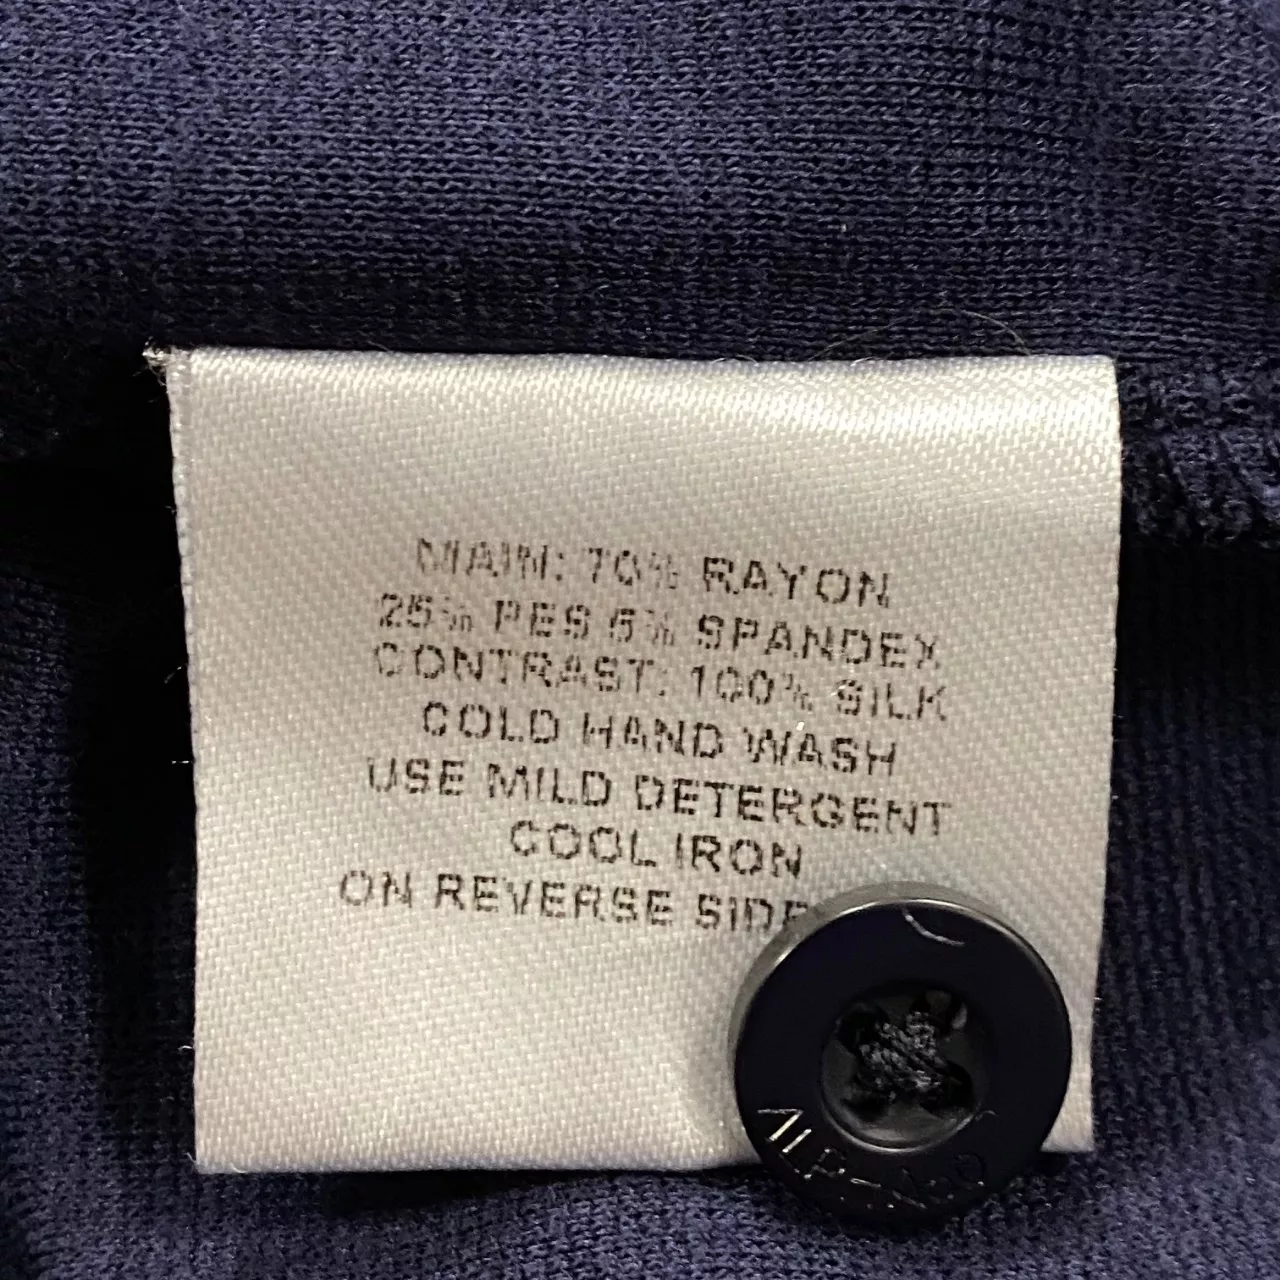 MAIN: 70% RAYON
25% PES 5% SPANDEX
CONTRAST: 100% SILK
COLD HAND WASH
USE MILD DETERGENT
COOL IRON
ON REVERSE SIDE